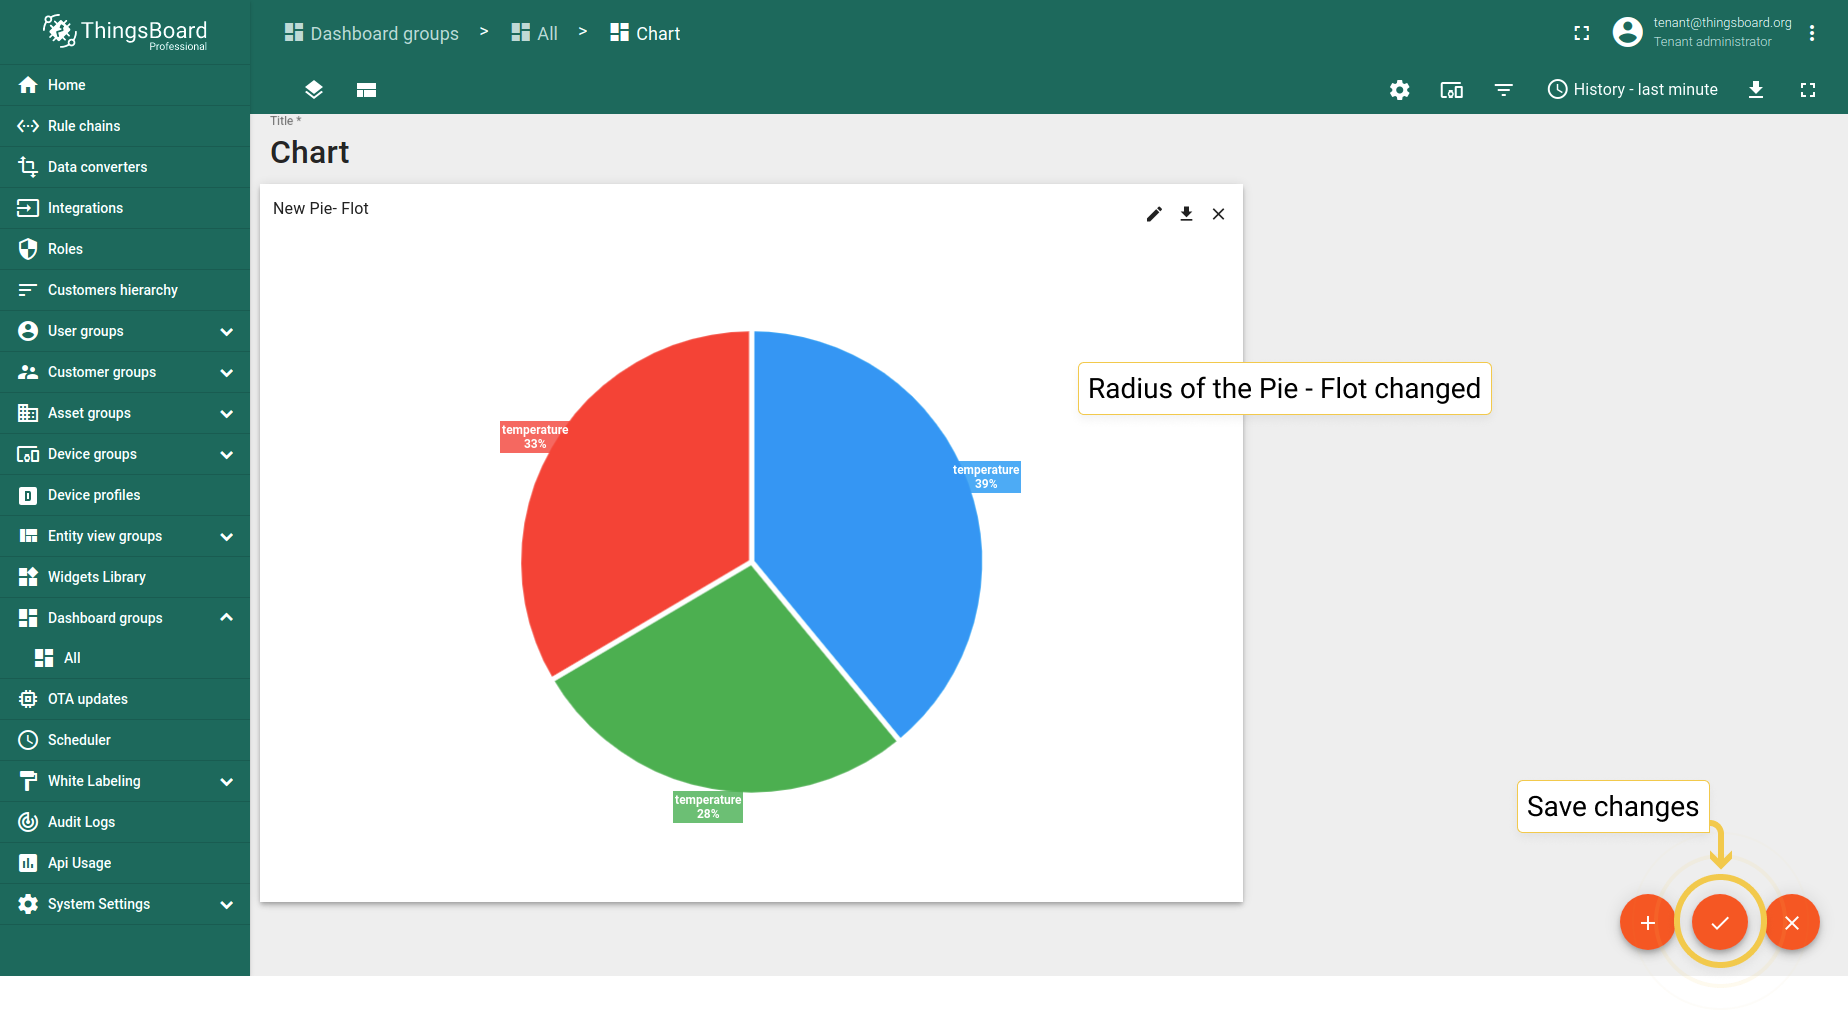 ThingsBoard
Professional
Home
Rule chains
Data converters
Integrations
Roles
Customers hierarchy
User groups
Customer groups
Asset groups
Device groups
Device profiles
Entity view groups
Widgets Library
Dashboard groups
All
OTA updates
Scheduler
White Labeling
Audit Logs
Api Usage
System Settings
Dashboard groups > All > Chart
tenant@thingsboard.org
Tenant administrator
History - last minute
Title *
Chart
New Pie- Flot
temperature
33%
temperature
39%
temperature
28%
Radius of the Pie - Flot changed
Save changes